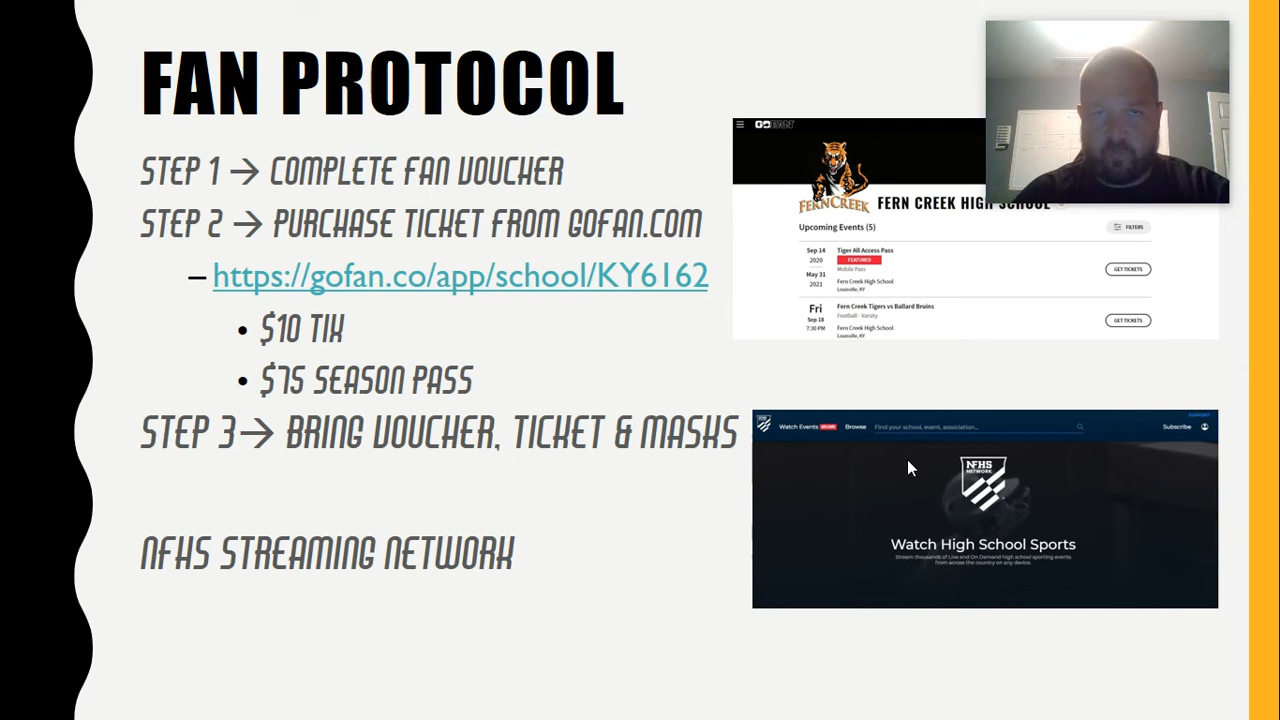 FAN PROTOCOL
STEP 1 → COMPLETE FAN VOUCHER
STEP 2 → PURCHASE TICKET FROM GOFAN.COM
– https://gofan.co/app/school/KY6162
• $10 TIX
• $75 SEASON PASS
STEP 3→ BRING VOUCHER, TICKET & MASKS
NFHS STREAMING NETWORK
GOFAN
FERN CREEK
FERN CREEK HIGH SCHOOL
Upcoming Events (5)
FILTERS
Sep 14
2020
May 31
2021
Tiger All Access Pass
FEATURED
Mobile Pass
Fern Creek High School
Louisville, KY
GET TICKETS
Fri
Sep 18
7:30 PM
Fern Creek Tigers vs Ballard Bruins
Football - Varsity
Fern Creek High School
Louisville, KY
GET TICKETS
SUPPORT
Watch Events
Browse
Find your school, event, association...
Subscribe
NFHS
NETWORK
Watch High School Sports
Stream thousands of Live and On Demand high school sporting events
from across the country on any device.